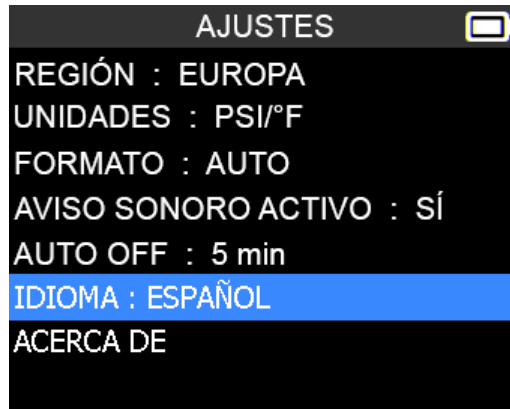 AJUSTES
REGIÓN : EUROPA
UNIDADES : PSI/°F
FORMATO : AUTO
AVISO SONORO ACTIVO : SÍ
AUTO OFF : 5 min
IDIOMA : ESPAÑOL
ACERCA DE